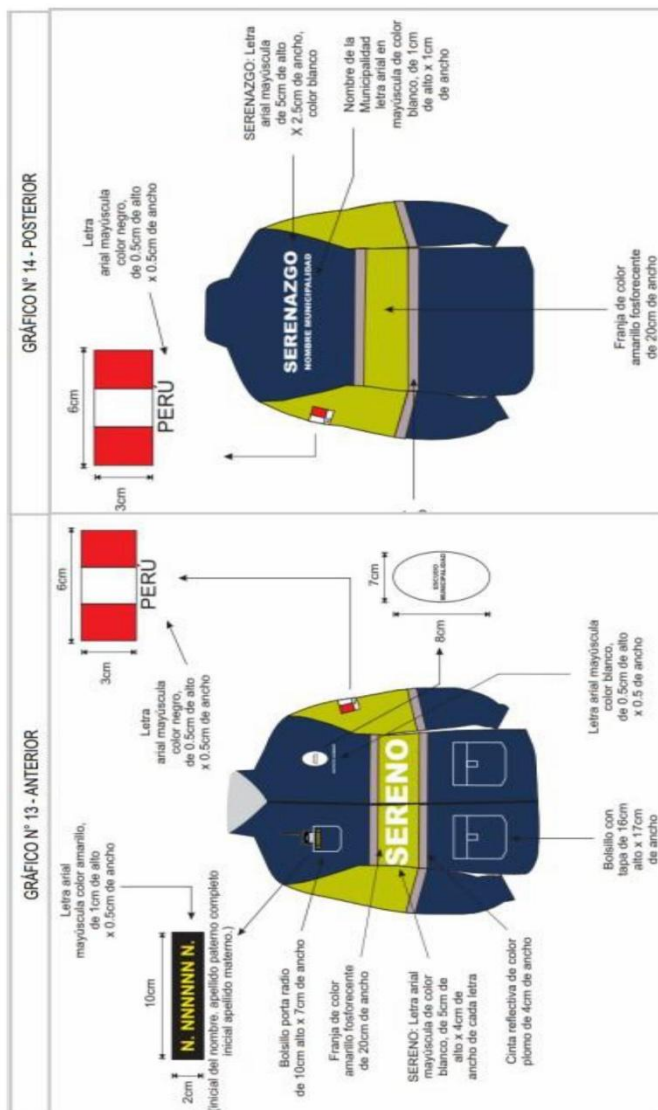 GRÁFICO N° 13 - ANTERIOR
Letra arial
mayúscula color amarillo,
de 1cm de alto
x 0.5cm de ancho
10cm
2cm
N. NNNNNN N.
(inicial del nombre. apellido paterno completo
inicial apellido materno.)
Bolsillo porta radio
de 10cm alto x 7cm de ancho
Franja de color
amarillo fosforecente
de 20cm de ancho
SERENO: Letra arial
mayúscula de color
blanco, de 5cm de
alto x 4cm de
ancho de cada letra
Cinta reflectiva de color
plomo de 4cm de ancho
SERENO
Letra
arial mayúscula
color negro,
de 0.5cm de alto
x 0.5cm de ancho
6cm
3cm
PERÚ
7cm
8cm
ESCUDO
MUNICIPALIDAD
Letra arial mayúscula
color blanco,
de 0.5cm de alto
x 0.5 de ancho
Bolsillo con
tapa de 16cm
alto x 17cm
de ancho
GRÁFICO N° 14 - POSTERIOR
6cm
3cm
PERÚ
Letra
arial mayúscula
color negro,
de 0.5cm de alto
x 0.5cm de ancho
SERENAZGO: Letra
arial mayúscula
de 5cm de alto
X 2.5cm de ancho,
color blanco
Nombre de la
Municipalidad
letra arial en
mayúscula de color
blanco, de 1cm
de alto x 1cm
de ancho
SERENAZGO
NOMBRE MUNICIPALIDAD
Franja de color
amarillo fosforecente
de 20cm de ancho